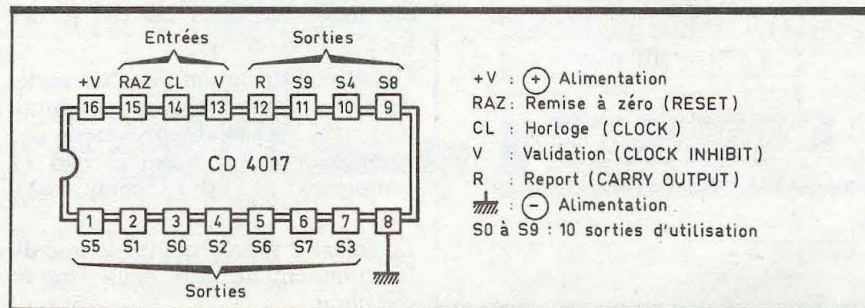 Entrées Sorties
+V RAZ CL V R S9 S4 S8
16 15 14 13 12 11 10 9
CD 4017
1 2 3 4 5 6 7 8
S5 S1 S0 S2 S6 S7 S3
Sorties
+V : + Alimentation
RAZ : Remise à zéro (RESET)
CL : Horloge (CLOCK)
V : Validation (CLOCK INHIBIT)
R : Report (CARRY OUTPUT)
: - Alimentation
S0 à S9 : 10 sorties d'utilisation